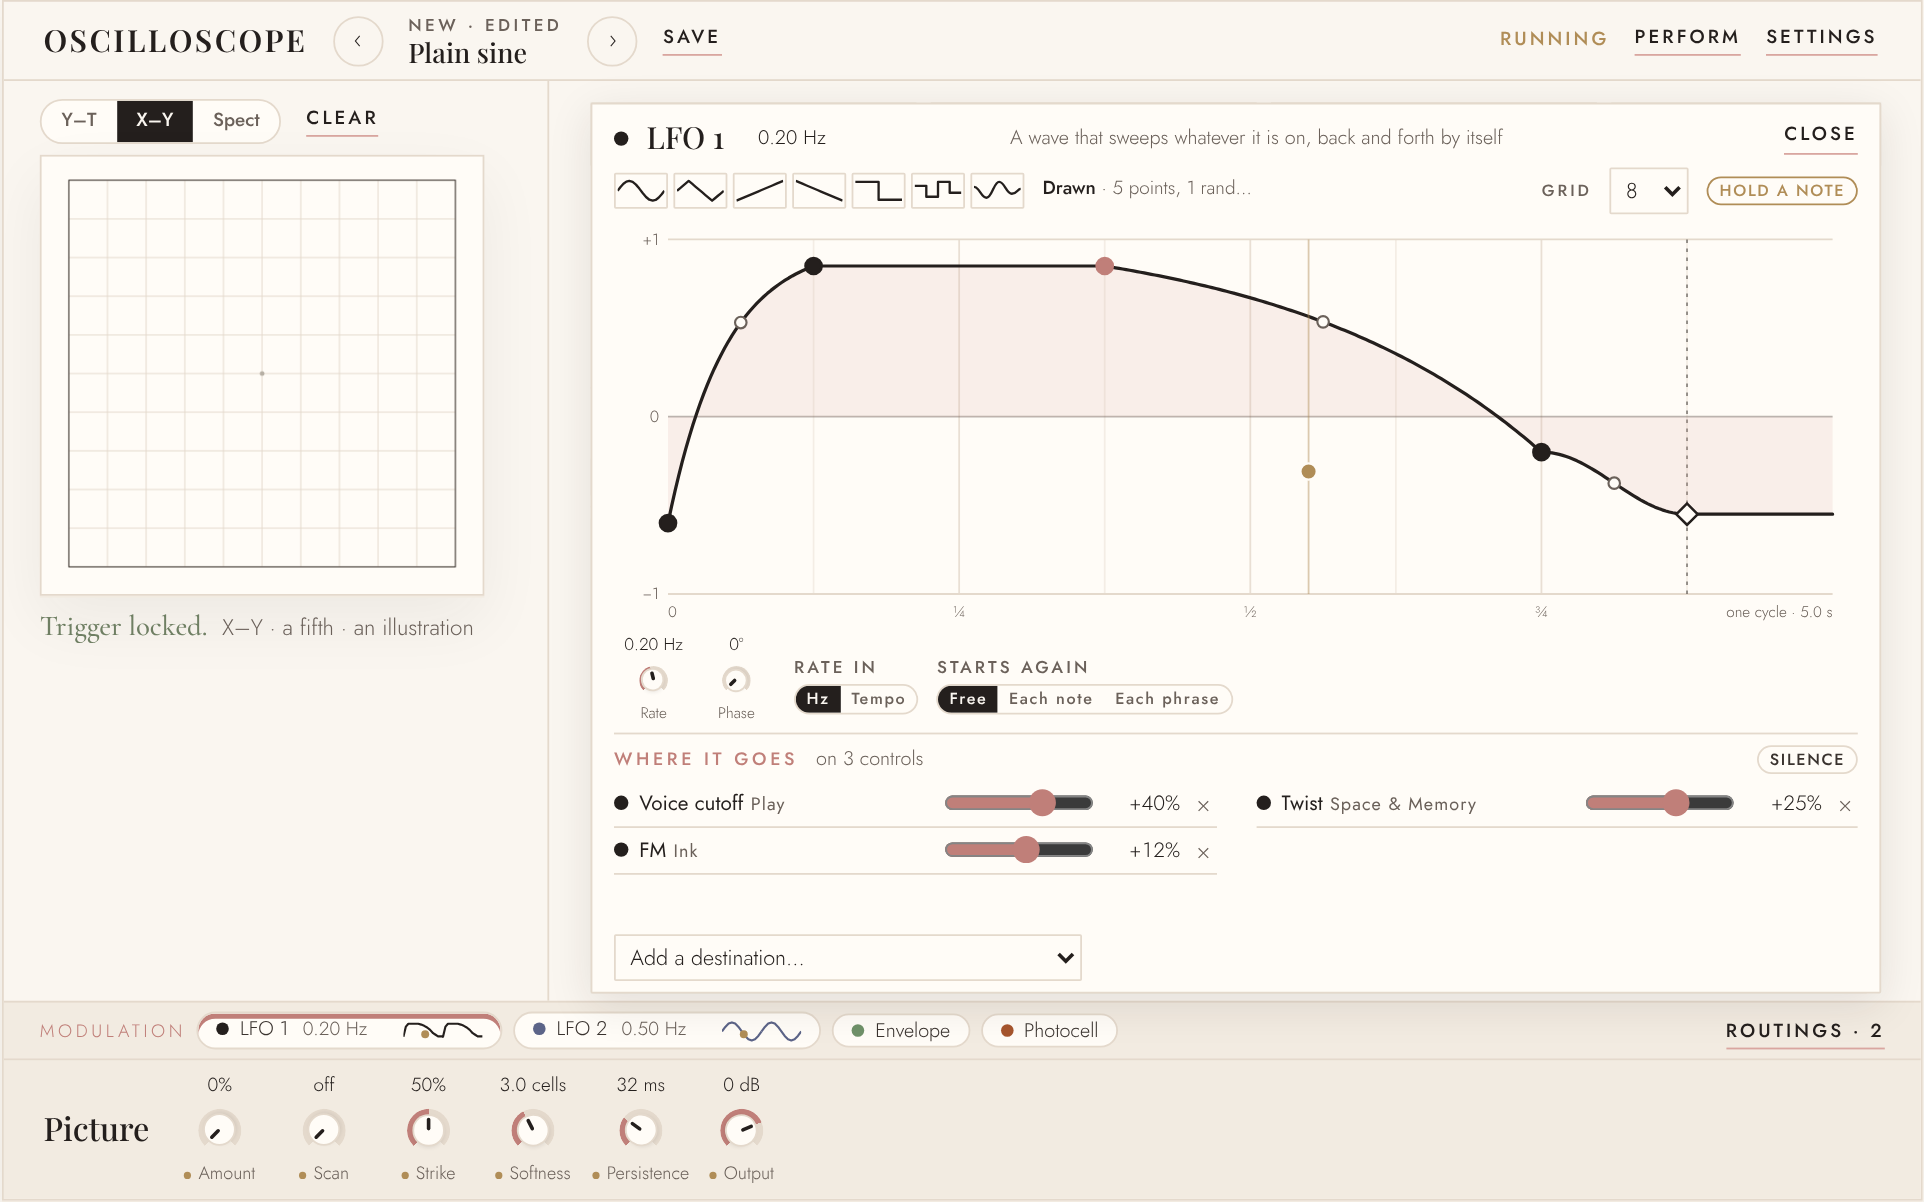 OSCILLOSCOPE
‹
NEW · EDITED
Plain sine
›
SAVE
RUNNING
PERFORM
SETTINGS
Y–T
X–Y
Spect
CLEAR
LFO 1
0.20 Hz
A wave that sweeps whatever it is on, back and forth by itself
CLOSE
Drawn · 5 points, 1 rand...
GRID
8
HOLD A NOTE
+1
0
–1
0
¼
½
¾
one cycle · 5.0 s
Trigger locked. X–Y · a fifth · an illustration
0.20 Hz
Rate
0°
Phase
RATE IN
Hz
Tempo
STARTS AGAIN
Free
Each note
Each phrase
WHERE IT GOES
on 3 controls
SILENCE
Voice cutoff Play
+40% ×
Twist Space & Memory
+25% ×
FM Ink
+12% ×
Add a destination...
MODULATION
LFO 1 0.20 Hz
LFO 2 0.50 Hz
Envelope
Photocell
ROUTINGS · 2
Picture
0%
Amount
off
Scan
50%
Strike
3.0 cells
Softness
32 ms
Persistence
0 dB
Output